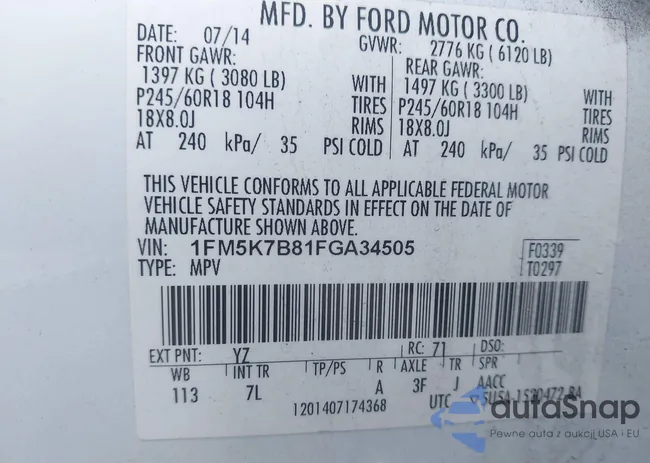 MFD. BY FORD MOTOR CO.
DATE: 07/14 GVWR: 2776 KG ( 6120 LB)
FRONT GAWR: REAR GAWR:
1397 KG ( 3080 LB) WITH 1497 KG ( 3300 LB) WITH
P245/60R18 104H TIRES P245/60R18 104H TIRES
18X8.0J RIMS 18X8.0J RIMS
AT 240 kPa/ 35 PSI COLD AT 240 kPa/ 35 PSI COLD
THIS VEHICLE CONFORMS TO ALL APPLICABLE FEDERAL MOTOR
VEHICLE SAFETY STANDARDS IN EFFECT ON THE DATE OF
MANUFACTURE SHOWN ABOVE.
VIN: 1FM5K7B81FGA34505 F0339
TYPE: MPV T0297
EXT PNT: YZ RC: 71 DSO:
WB INT TR TP/PS R AXLE TR SPR
113 7L A 3F J AACC
1201407174368 UTC
autoSnap
Pewne auta z aukcji USA i EU